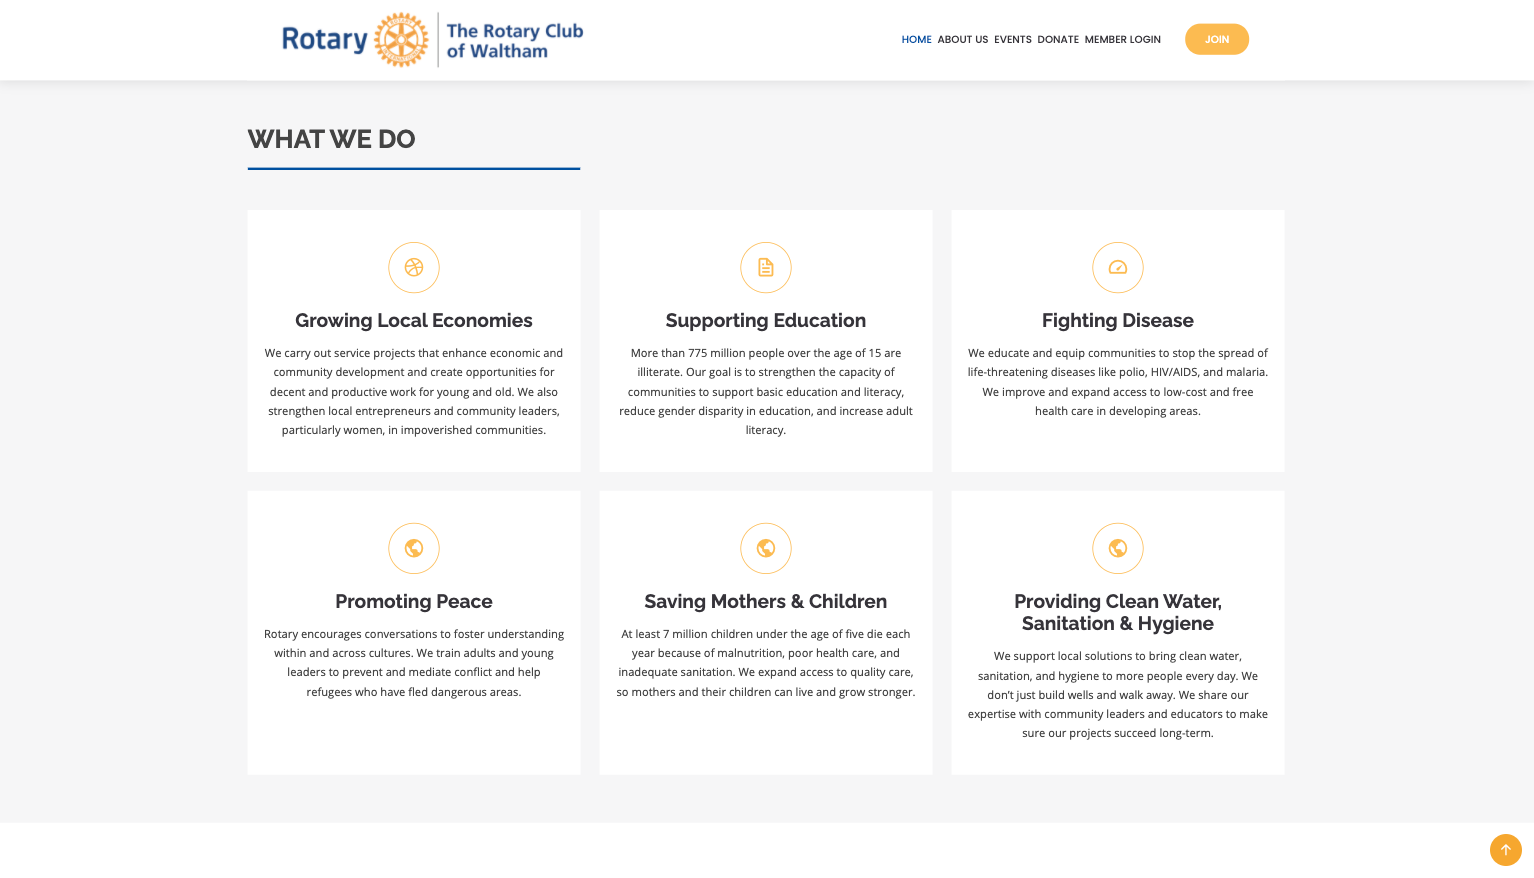 Rotary
The Rotary Club
of Waltham
HOME ABOUT US EVENTS DONATE MEMBER LOGIN JOIN
WHAT WE DO
Growing Local Economies
We carry out service projects that enhance economic and
community development and create opportunities for
decent and productive work for young and old. We also
strengthen local entrepreneurs and community leaders,
particularly women, in impoverished communities.
Supporting Education
More than 775 million people over the age of 15 are
illiterate. Our goal is to strengthen the capacity of
communities to support basic education and literacy,
reduce gender disparity in education, and increase adult
literacy.
Fighting Disease
We educate and equip communities to stop the spread of
life-threatening diseases like polio, HIV/AIDS, and malaria.
We improve and expand access to low-cost and free
health care in developing areas.
Promoting Peace
Rotary encourages conversations to foster understanding
within and across cultures. We train adults and young
leaders to prevent and mediate conflict and help
refugees who have fled dangerous areas.
Saving Mothers & Children
At least 7 million children under the age of five die each
year because of malnutrition, poor health care, and
inadequate sanitation. We expand access to quality care,
so mothers and their children can live and grow stronger.
Providing Clean Water,
Sanitation & Hygiene
We support local solutions to bring clean water,
sanitation, and hygiene to more people every day. We
don't just build wells and walk away. We share our
expertise with community leaders and educators to make
sure our projects succeed long-term.